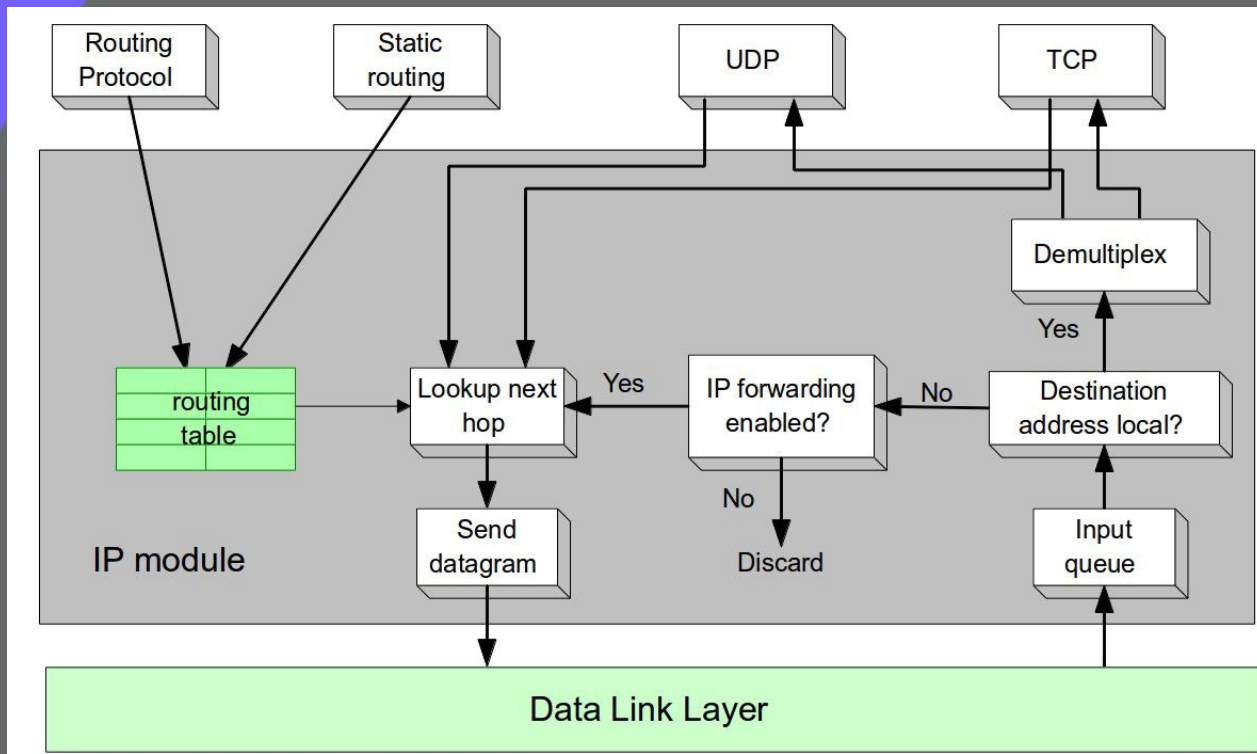 Routing
Protocol
Static
routing
UDP
TCP
Demultiplex
Yes
routing
table
Lookup next
hop
Yes
IP forwarding
enabled?
No
Destination
address local?
No
Discard
Send
datagram
Input
queue
IP module
Data Link Layer